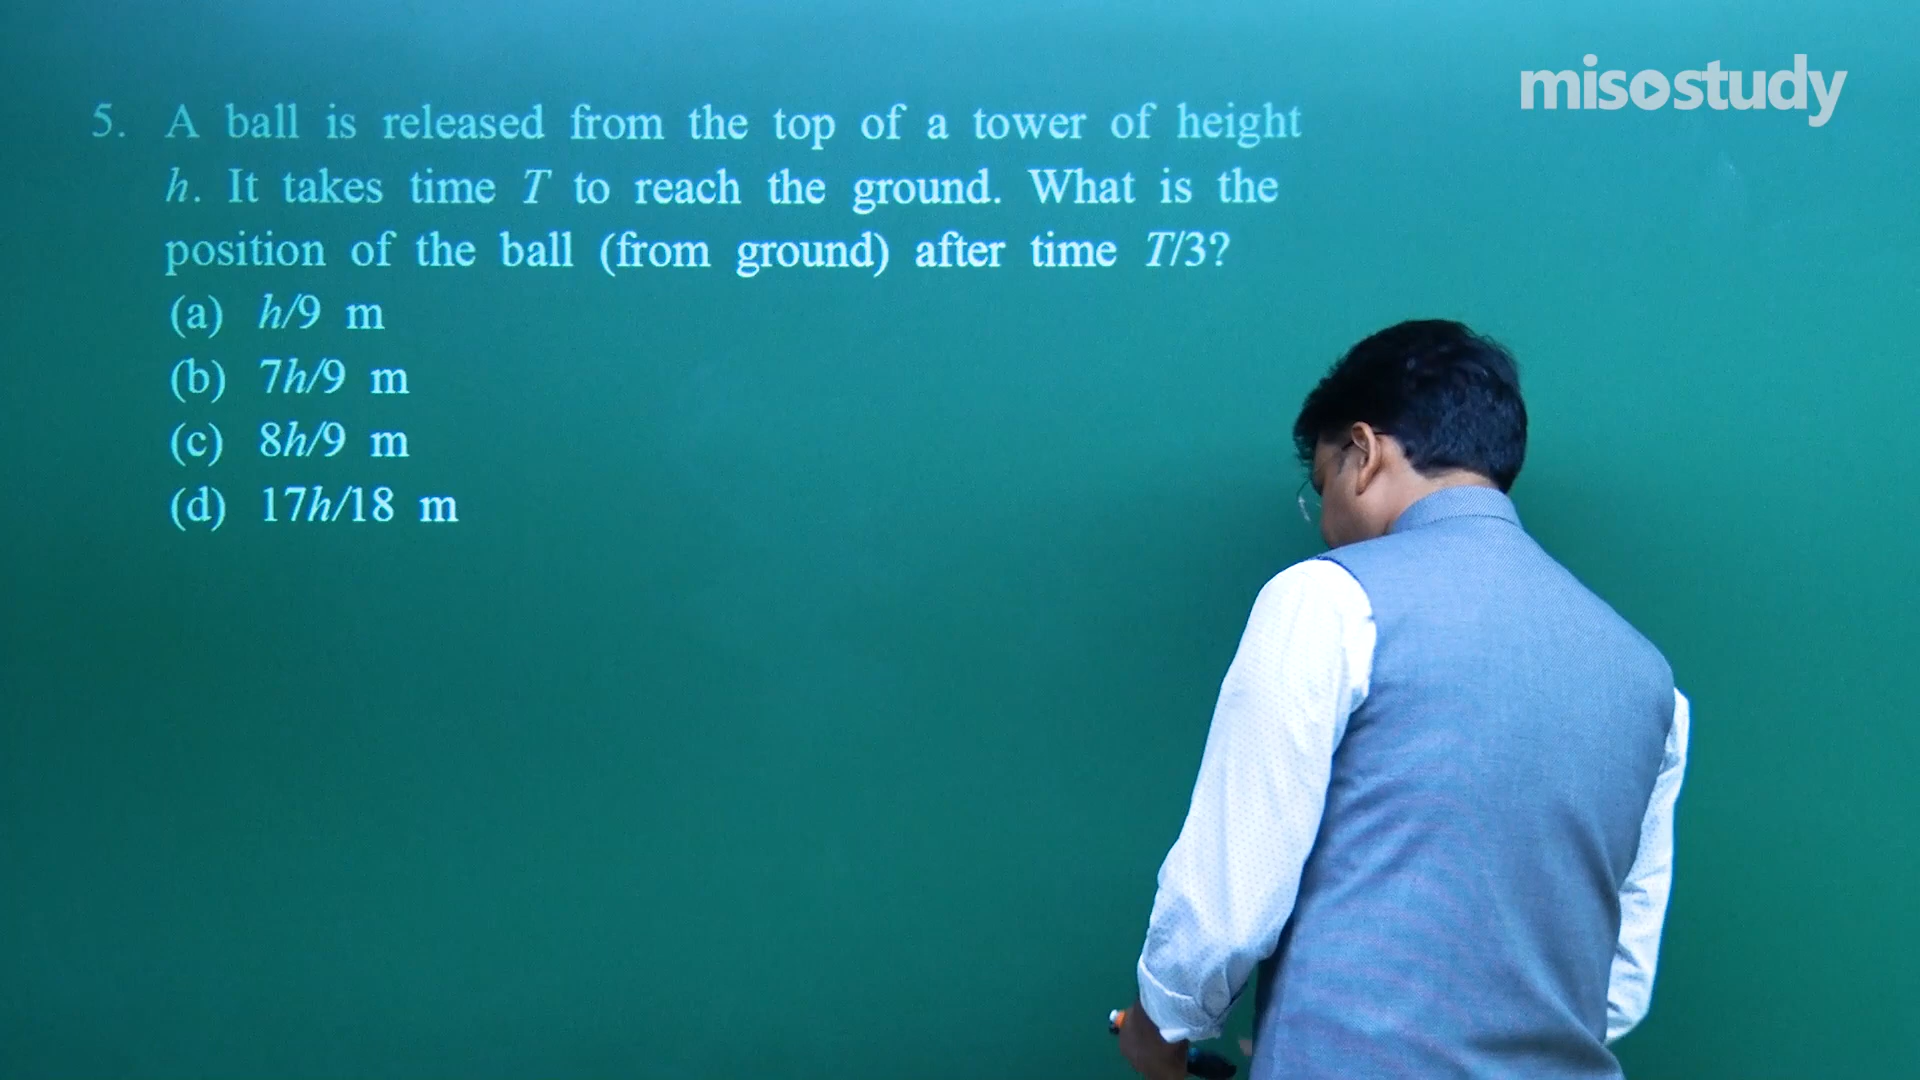 misostudy
5. A ball is released from the top of a tower of height
h. It takes time T to reach the ground. What is the
position of the ball (from ground) after time T/3?
(a) h/9 m
(b) 7h/9 m
(c) 8h/9 m
(d) 17h/18 m